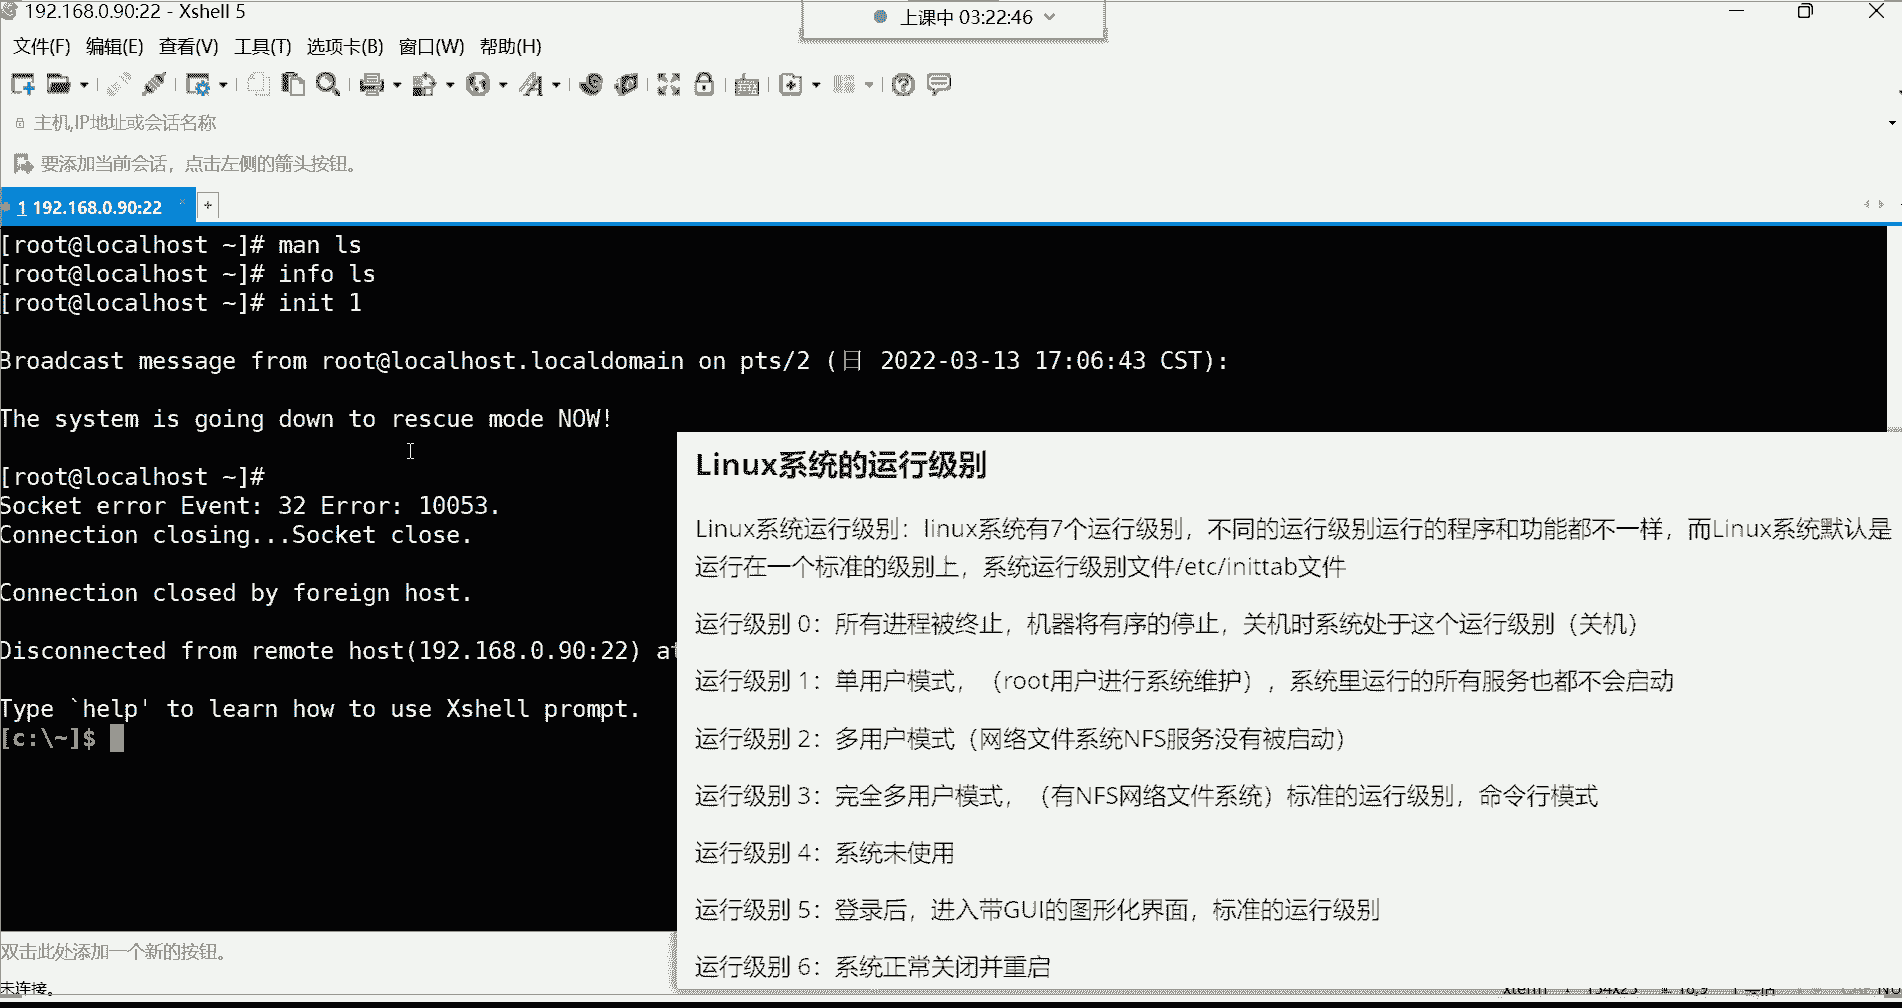 192.168.0.90:22 - Xshell 5
上课中 03:22:46
文件(F) 编辑(E) 查看(V) 工具(T) 选项卡(B) 窗口(W) 帮助(H)
主机,IP地址或会话名称
要添加当前会话，点击左侧的箭头按钮。
1 192.168.0.90:22
[root@localhost ~]# man ls
[root@localhost ~]# info ls
[root@localhost ~]# init 1
Broadcast message from root@localhost.localdomain on pts/2 (日 2022-03-13 17:06:43 CST):
The system is going down to rescue mode NOW!
[root@localhost ~]#
Socket error Event: 32 Error: 10053.
Connection closing...Socket close.
Connection closed by foreign host.
Disconnected from remote host(192.168.0.90:22) at
Type `help' to learn how to use Xshell prompt.
[c:\~]$
Linux系统的运行级别
Linux系统运行级别：linux系统有7个运行级别，不同的运行级别运行的程序和功能都不一样，而Linux系统默认是
运行在一个标准的级别上，系统运行级别文件/etc/inittab文件
运行级别 0：所有进程被终止，机器将有序的停止，关机时系统处于这个运行级别（关机）
运行级别 1：单用户模式，（root用户进行系统维护），系统里运行的所有服务也都不会启动
运行级别 2：多用户模式（网络文件系统NFS服务没有被启动）
运行级别 3：完全多用户模式，（有NFS网络文件系统）标准的运行级别，命令行模式
运行级别 4：系统未使用
运行级别 5：登录后，进入带GUI的图形化界面，标准的运行级别
运行级别 6：系统正常关闭并重启
双击此处添加一个新的按钮。
未连接。